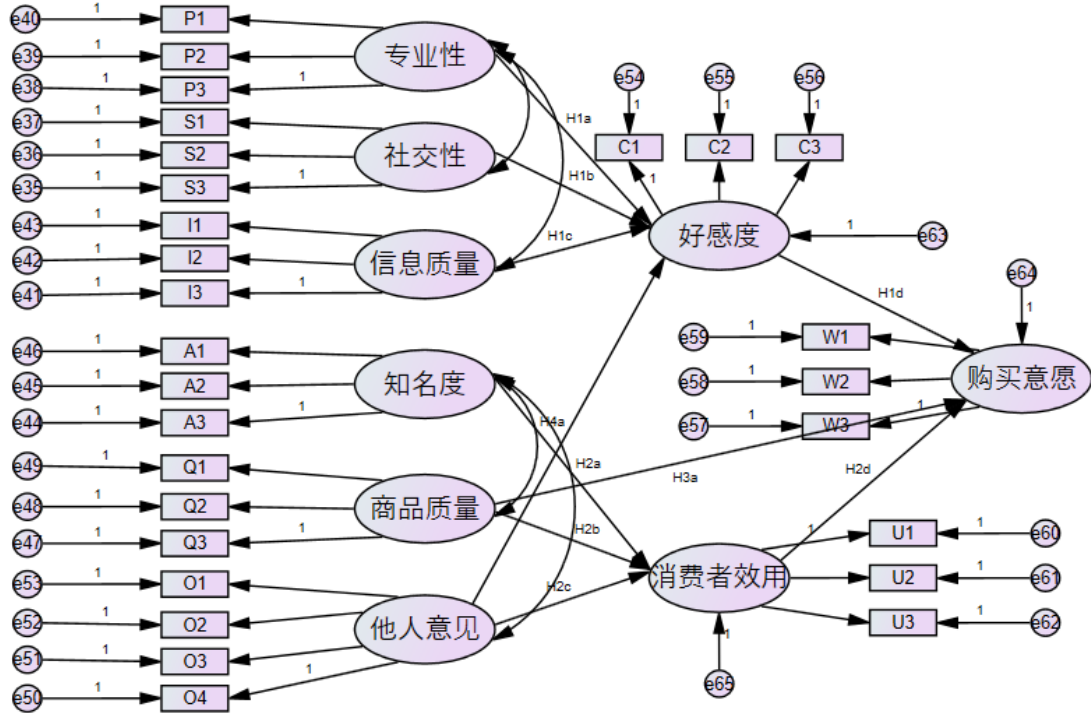 e40 1 P1
e39 1 P2
e38 1 P3 1
专业性
e37 1 S1
e36 1 S2
e35 1 S3 1
社交性
e43 1 I1
e42 1 I2
e41 1 I3 1
信息质量
e46 1 A1
e45 1 A2
e44 1 A3 1
知名度
e49 1 Q1
e48 1 Q2
e47 1 Q3 1
商品质量
e53 1 O1
e52 1 O2
e51 1 O3
e50 1 O4 1
他人意见
H1a
H1b
H1c
H4a
H2a
H3a
H2b
H2c
e54 e55 e56
1 1 1
C1 C2 C3
1
好感度
1 e63
H1d
e64
1
购买意愿
e59 1 W1
e58 1 W2
e57 1 W3 1
H2d
消费者效用
1
e65
1 U1 1 e60
U2 1 e61
U3 1 e62